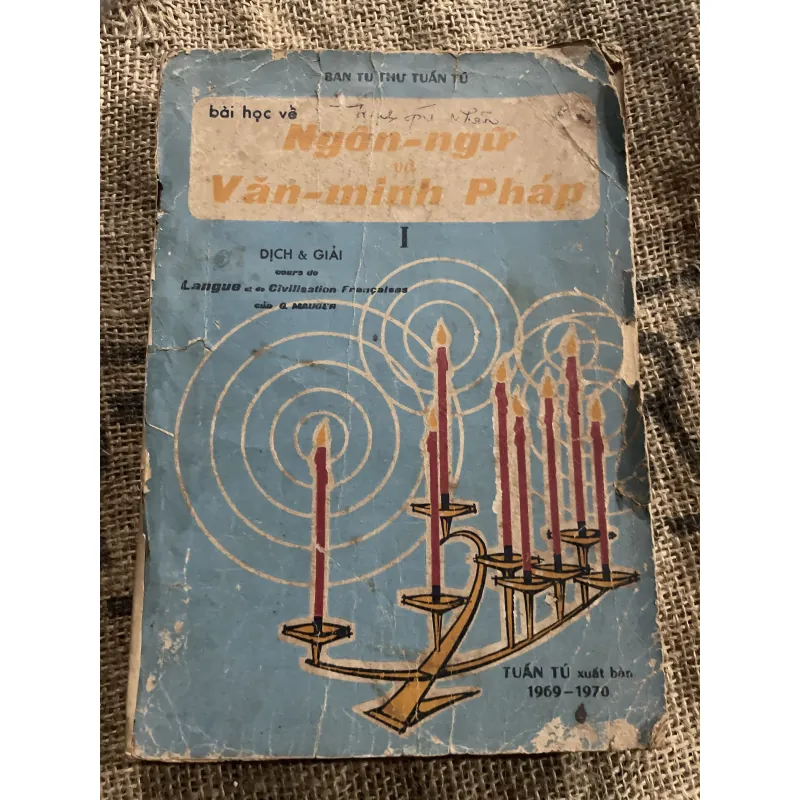 BAN TU THƯ TUẤN TÚ
bài học về
Ngôn-ngữ
và
Văn-minh Pháp
I
DỊCH & GIẢI
cours de
Langue et de Civilisation Françaises
của G. MAUGER
TUẤN TÚ xuất bản
1969-1970